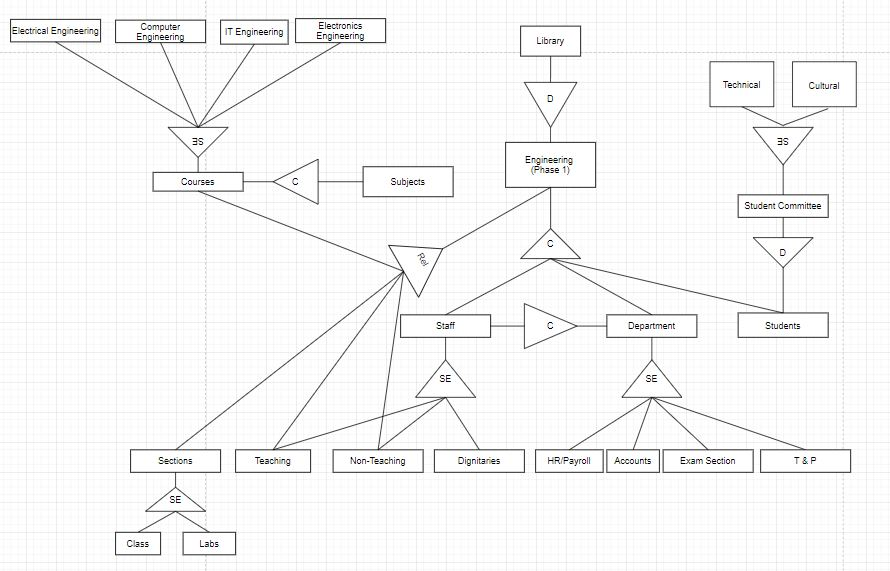 Electrical Engineering
Computer
Engineering
IT Engineering
Electronics
Engineering
Library
Technical
Cultural
D
SE
SE
Engineering
(Phase 1)
Courses
C
Subjects
Student Committee
C
D
Rel
Staff
C
Department
Students
SE
SE
Sections
Teaching
Non-Teaching
Dignitaries
HR/Payroll
Accounts
Exam Section
T & P
SE
Class
Labs